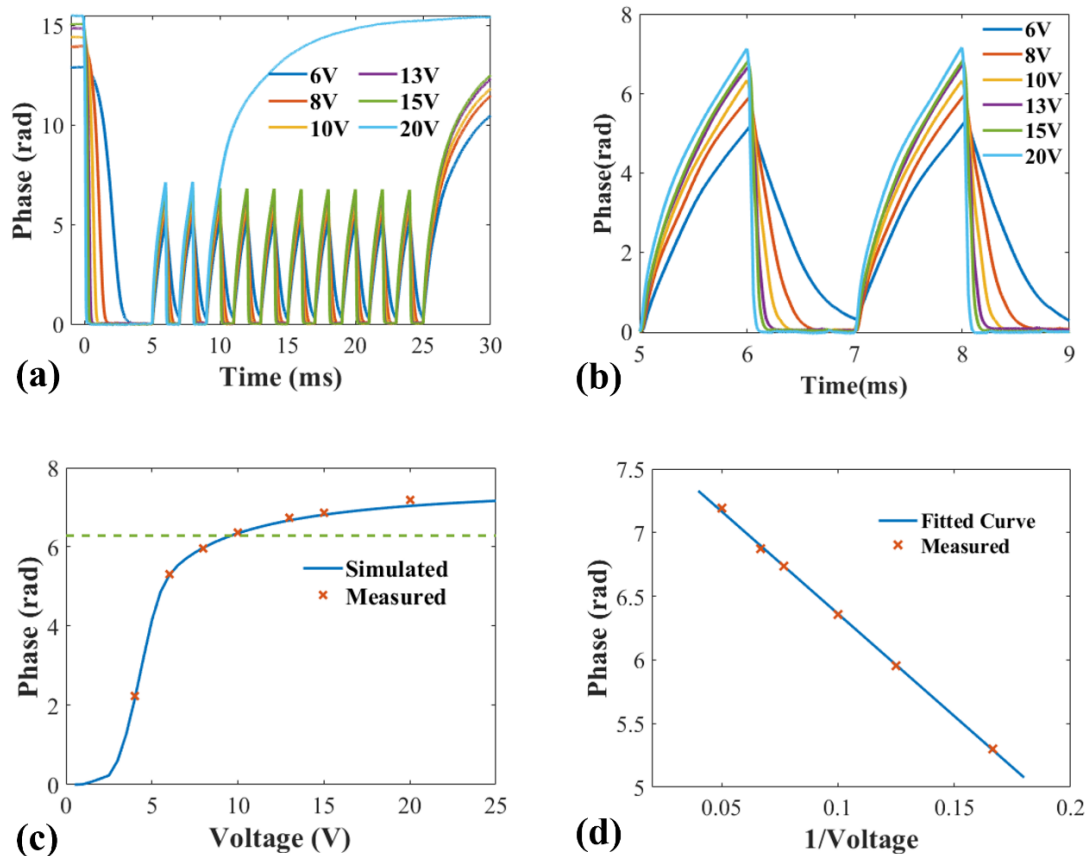 15
10
5
0
Phase (rad)
6V
8V
10V
13V
15V
20V
0
5
10
15
20
25
30
Time (ms)
(a)
8
6
4
2
0
Phase(rad)
6V
8V
10V
13V
15V
20V
5
6
7
8
9
Time(ms)
(b)
8
6
4
2
0
Phase (rad)
Simulated
Measured
0
5
10
15
20
25
Voltage (V)
(c)
7.5
7
6.5
6
5.5
5
Phase (rad)
Fitted Curve
Measured
0.05
0.1
0.15
0.2
1/Voltage
(d)